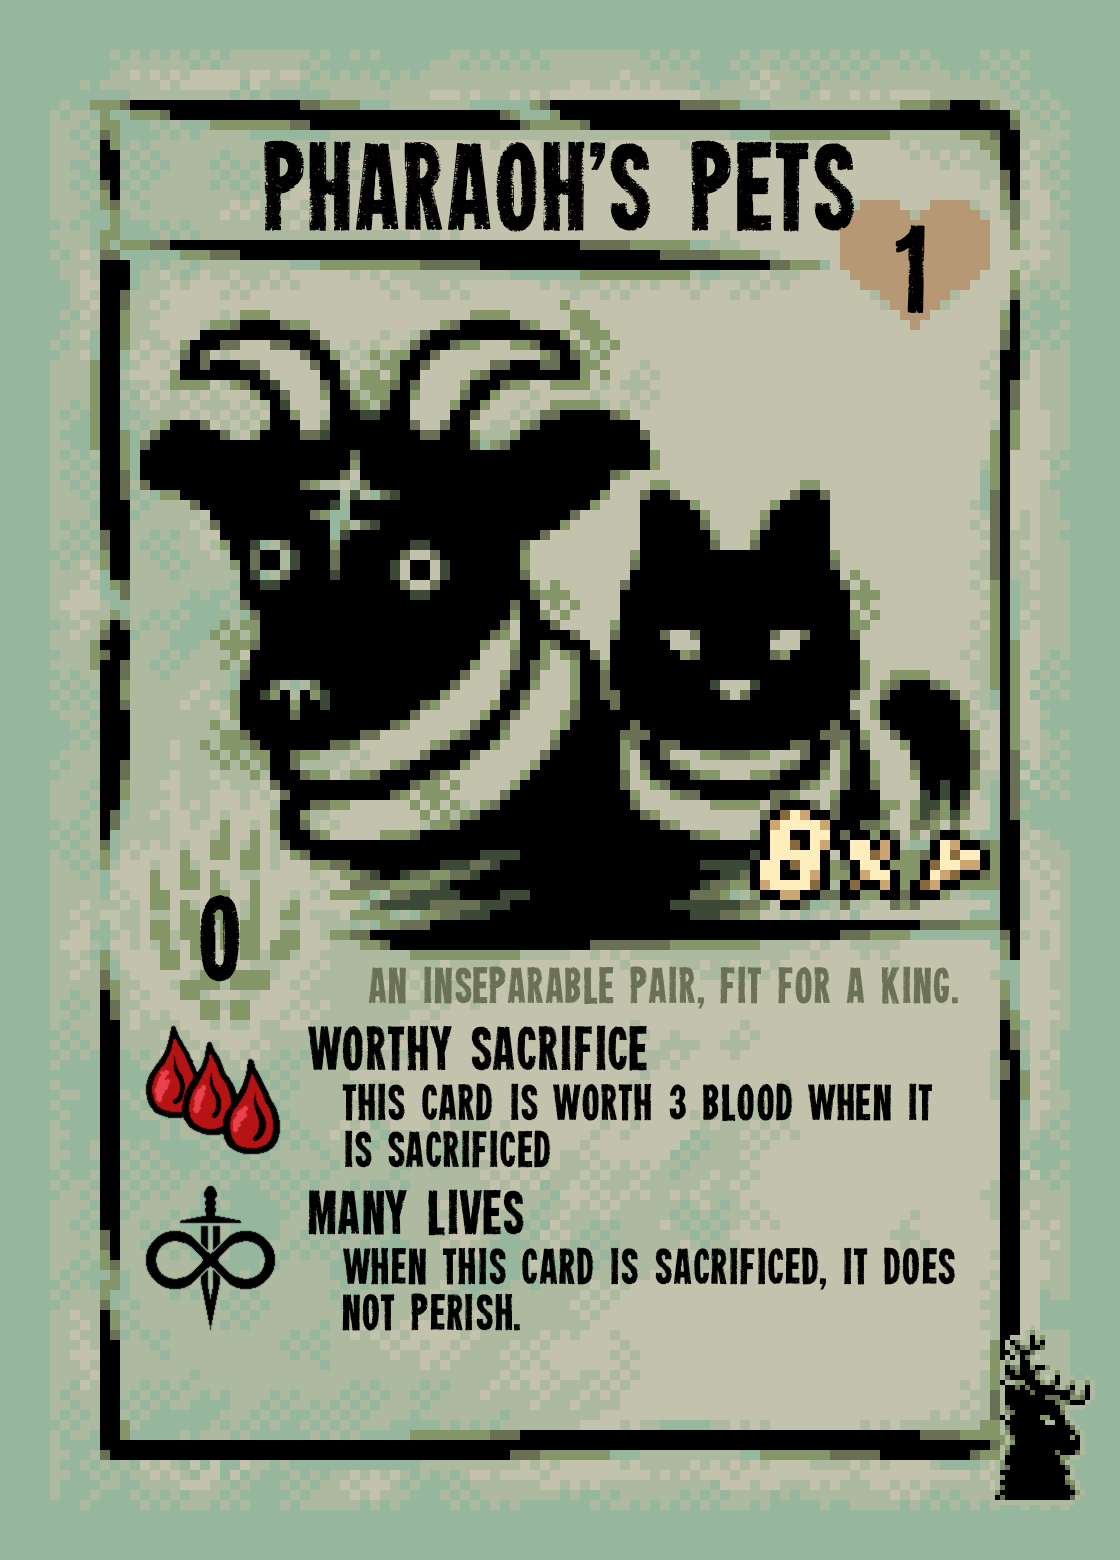 PHARAOH'S PETS
1
8 x
0
AN INSEPARABLE PAIR, FIT FOR A KING.
WORTHY SACRIFICE
THIS CARD IS WORTH 3 BLOOD WHEN IT
IS SACRIFICED
MANY LIVES
WHEN THIS CARD IS SACRIFICED, IT DOES
NOT PERISH.